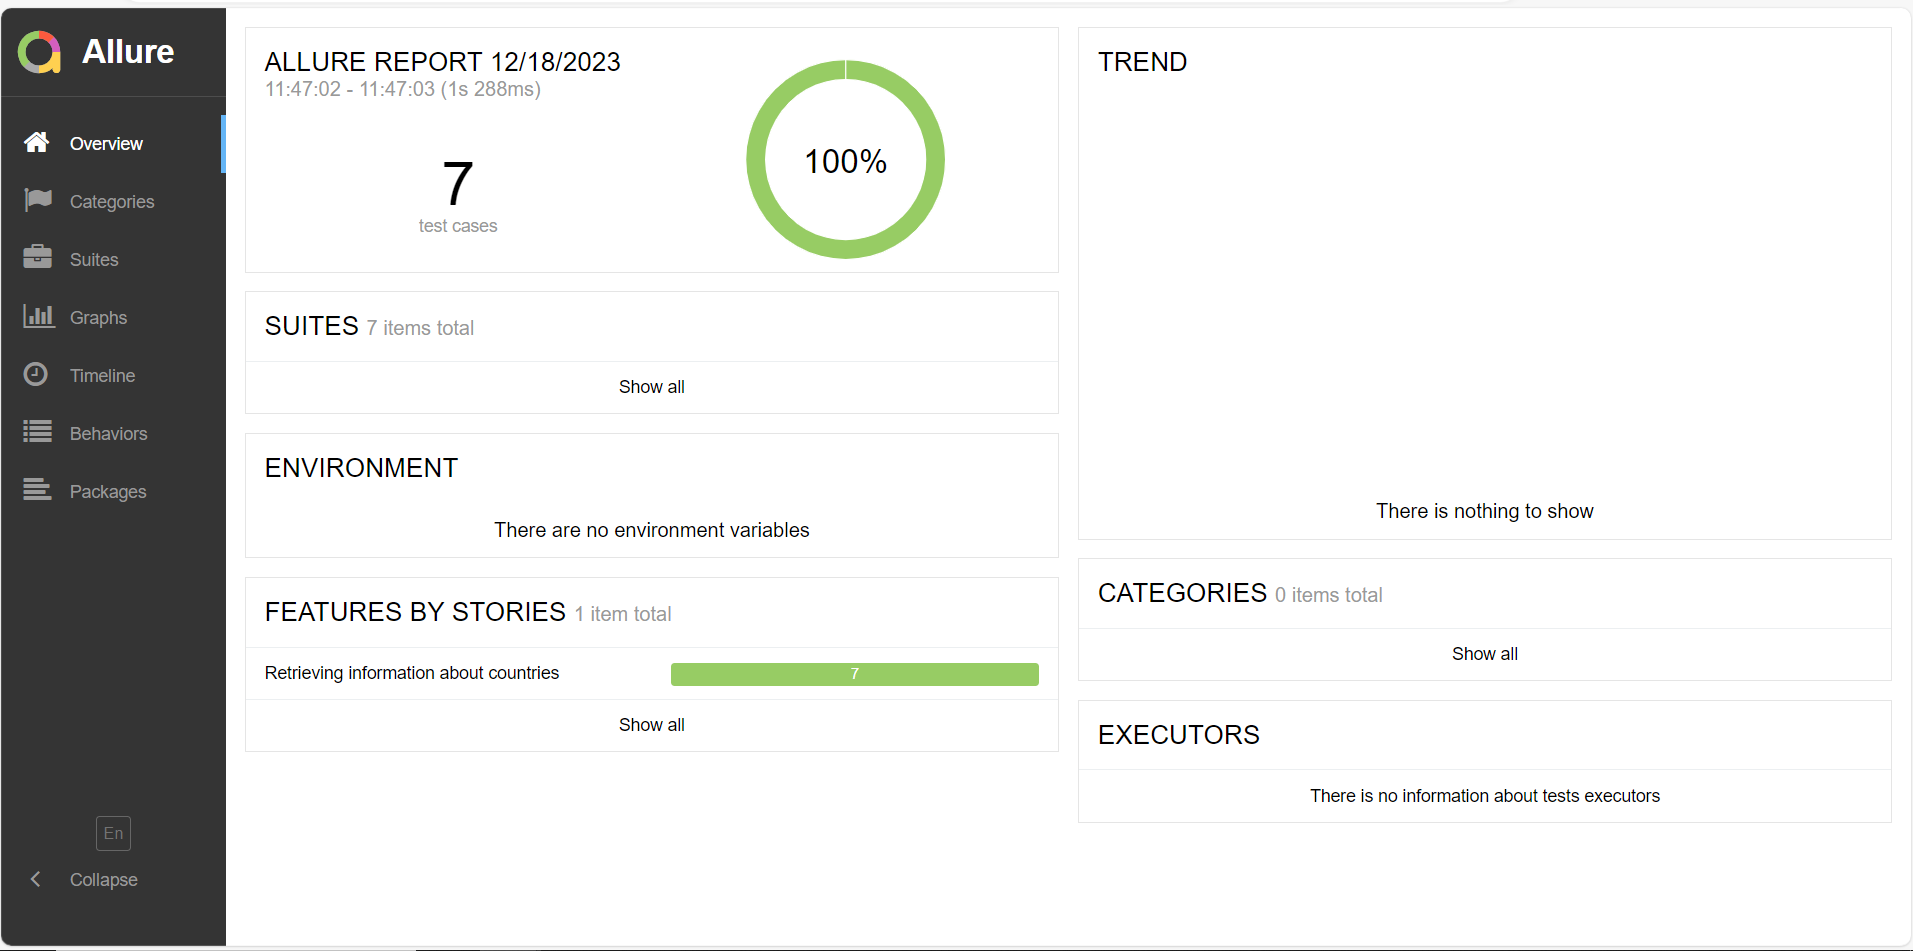 Allure
Overview
Categories
Suites
Graphs
Timeline
Behaviors
Packages
En
Collapse
ALLURE REPORT 12/18/2023
11:47:02 - 11:47:03 (1s 288ms)
7
test cases
100%
SUITES 7 items total
Show all
ENVIRONMENT
There are no environment variables
FEATURES BY STORIES 1 item total
Retrieving information about countries 7
Show all
TREND
There is nothing to show
CATEGORIES 0 items total
Show all
EXECUTORS
There is no information about tests executors